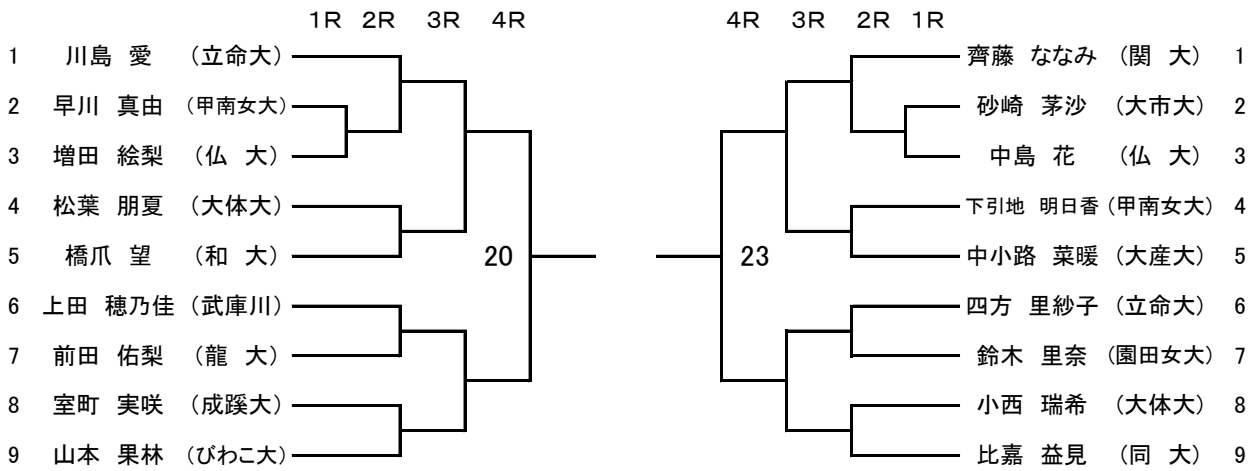 1R 2R 3R 4R 4R 3R 2R 1R
1 川島 愛 (立命大) 齊藤 ななみ (関 大) 1
2 早川 真由 (甲南女大) 砂崎 茅沙 (大市大) 2
3 増田 絵梨 (仏 大) 中島 花 (仏 大) 3
4 松葉 朋夏 (大体大) 下引地 明日香 (甲南女大) 4
5 橋爪 望 (和 大) 20 23 中小路 菜暖 (大産大) 5
6 上田 穂乃佳 (武庫川) 四方 里紗子 (立命大) 6
7 前田 佑梨 (龍 大) 鈴木 里奈 (園田女大) 7
8 室町 実咲 (成蹊大) 小西 瑞希 (大体大) 8
9 山本 果林 (びわこ大) 比嘉 益見 (同 大) 9